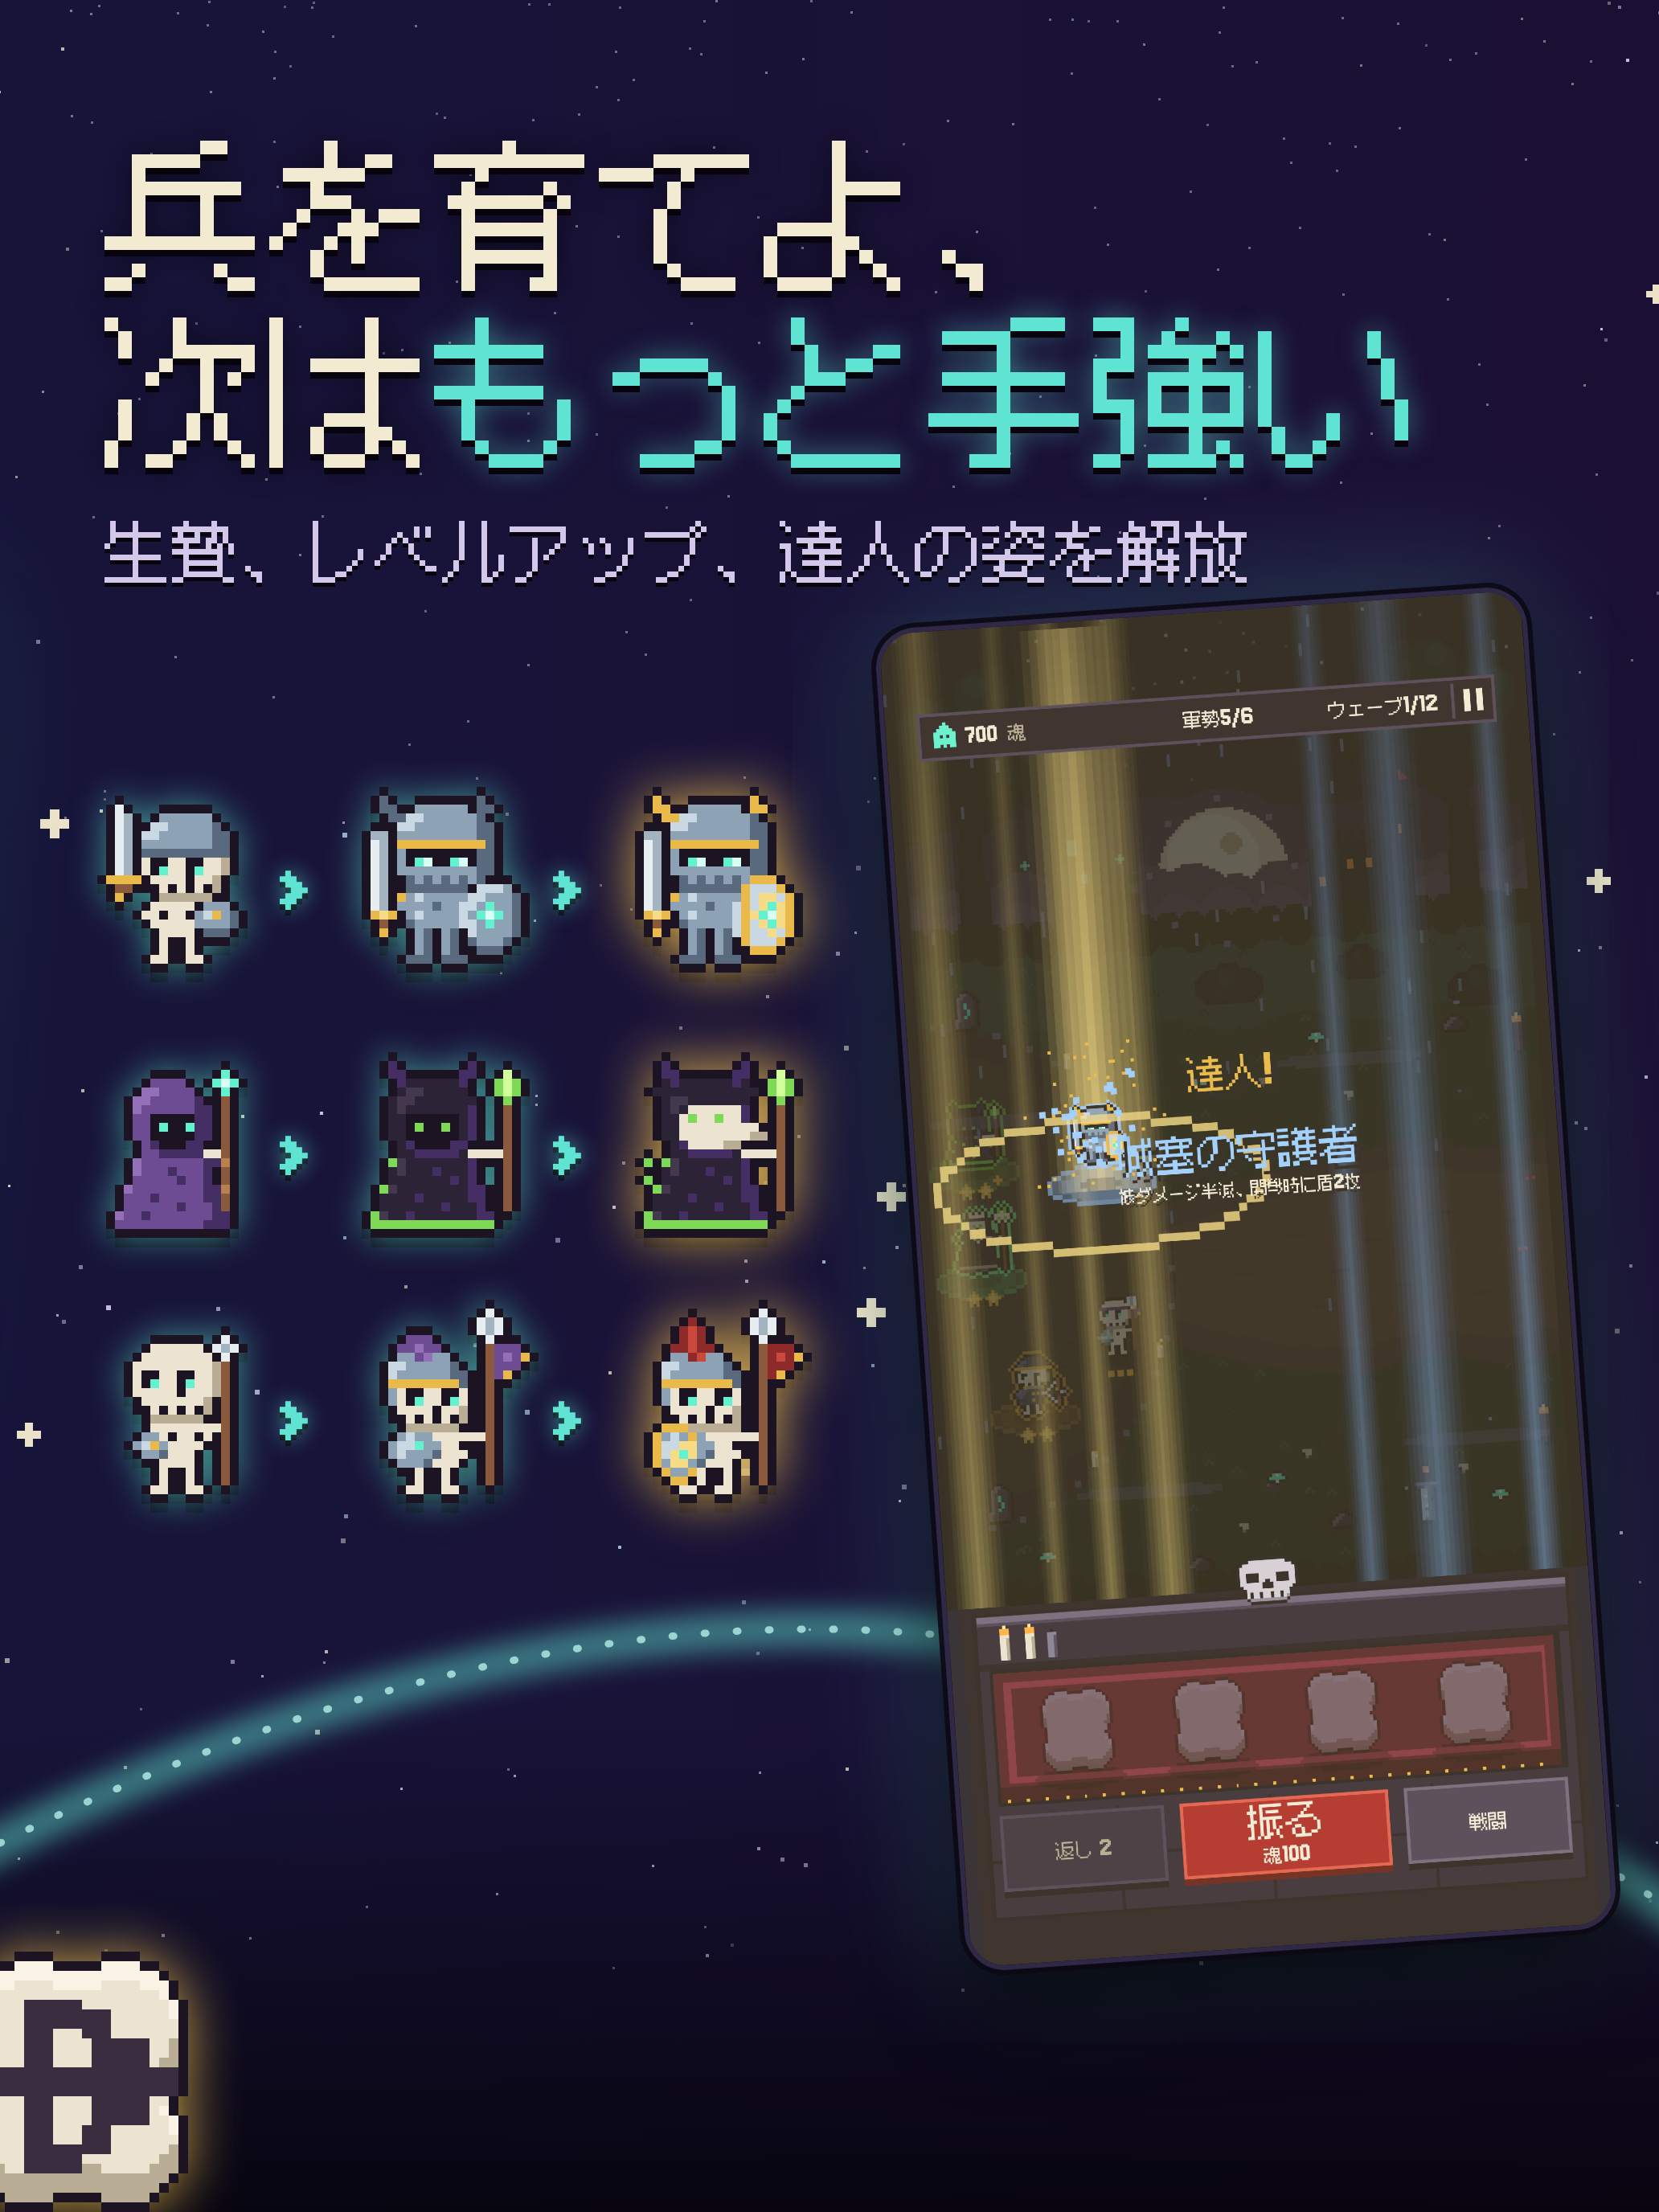 兵を育てよ、
次はもっと手強い
生贄、レベルアップ、達人の姿を解放
700 魂
軍勢5/6
ウェーブ1/12
達人!
城塞の守護者
被ダメージ半減、開戦時に盾2枚
返し 2
振る
魂100
戦闘